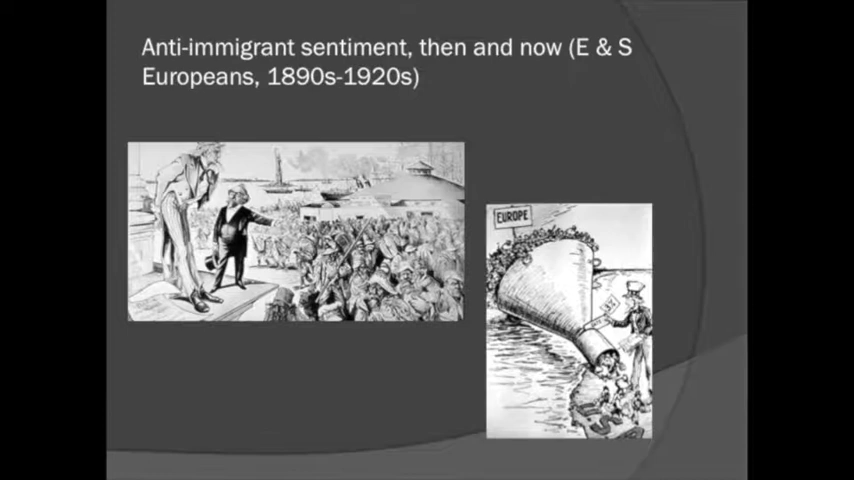 Anti-immigrant sentiment, then and now (E & S
Europeans, 1890s-1920s)
EUROPE